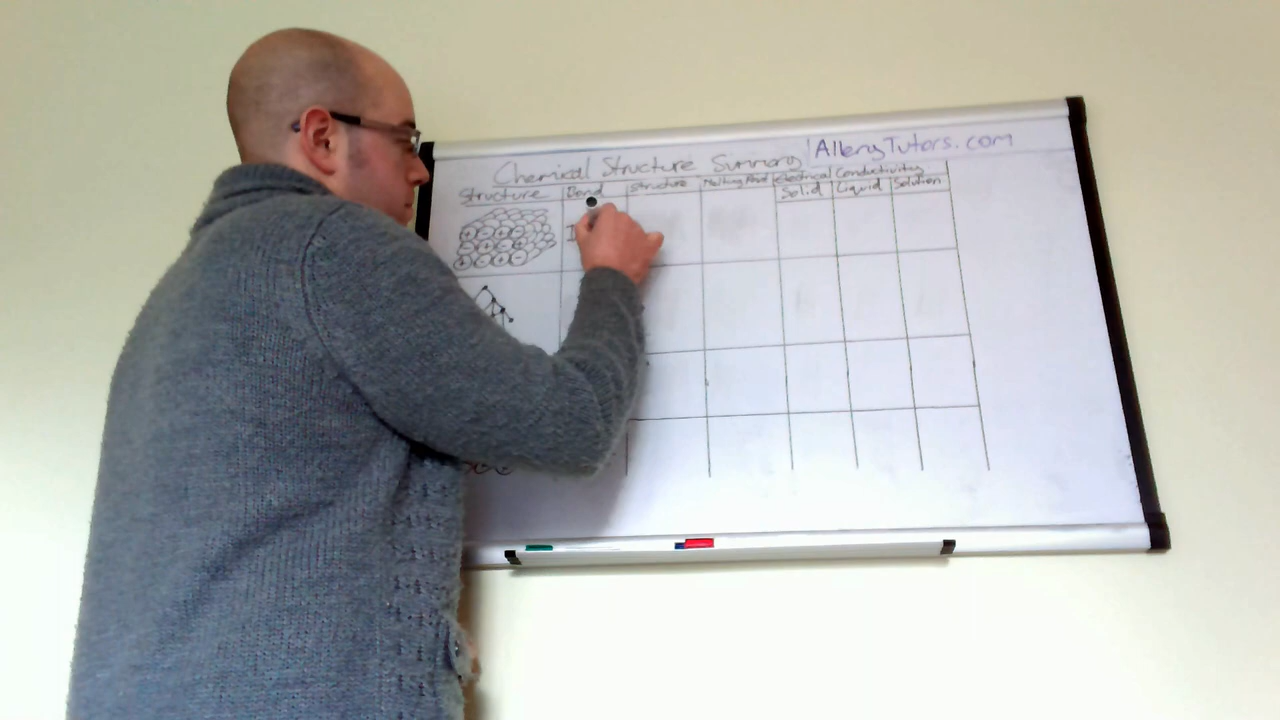 AlleryTutors.com
Chemical Structure Summary
Structure Bond Structure Melting Point Electrical Conductivity
Solid Liquid Solution
I
+ + + -
+ - + - +
+ - + -